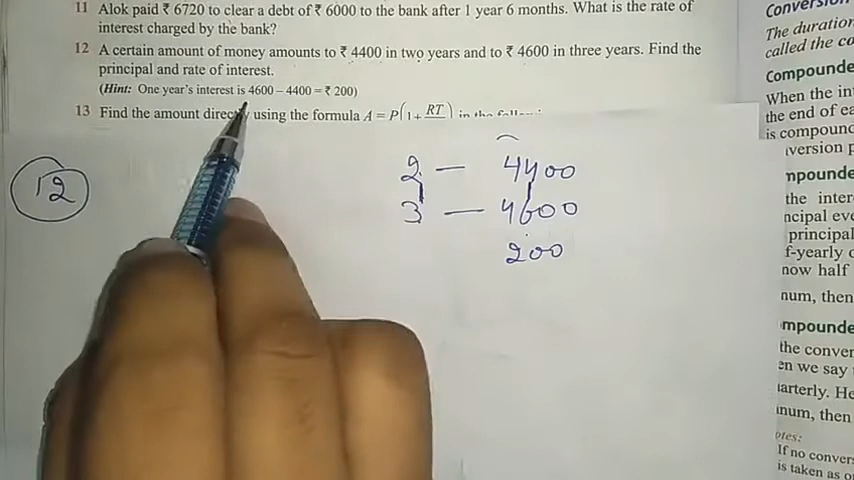 11 Alok paid ₹ 6720 to clear a debt of ₹ 6000 to the bank after 1 year 6 months. What is the rate of
interest charged by the bank?
12 A certain amount of money amounts to ₹ 4400 in two years and to ₹ 4600 in three years. Find the
principal and rate of interest.
(Hint: One year's interest is 4600 – 4400 = ₹ 200)
13 Find the amount directly using the formula A = P(1+ RT/ ) in the
12
2 — 4400
3 — 4600
200
The duration
called the co
Compounde
When the in
the end of ea
is compound
version p
mpounde
the inter
ncipal eve
principal
f-yearly c
now half
num, then
mpounde
the conver
en we say
arterly. He
num, then
otes:
If no conver
is taken as o